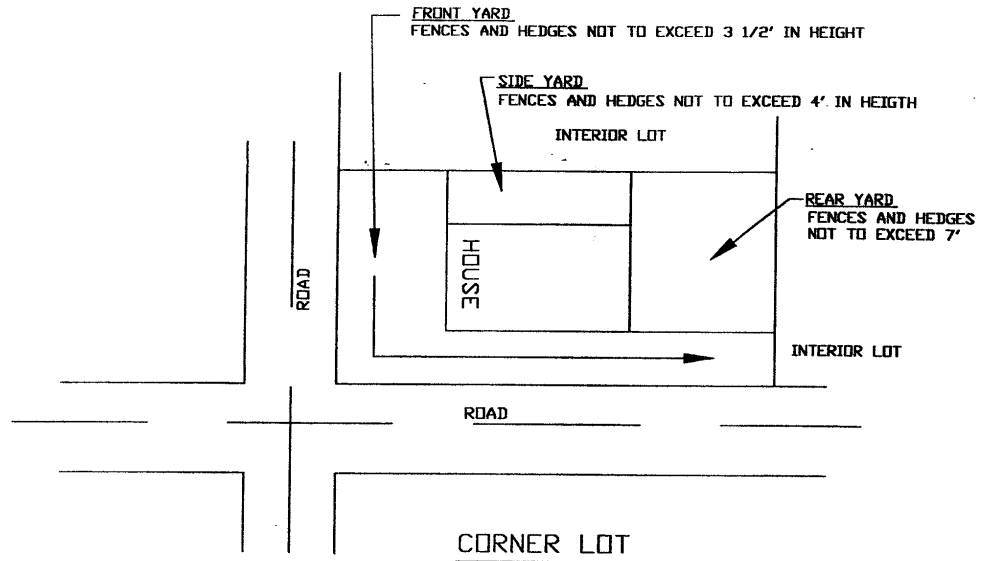 FRONT YARD
FENCES AND HEDGES NOT TO EXCEED 3 1/2' IN HEIGHT
SIDE YARD
FENCES AND HEDGES NOT TO EXCEED 4'. IN HEIGTH
INTERIOR LOT
REAR YARD
FENCES AND HEDGES
NOT TO EXCEED 7'
HOUSE
ROAD
INTERIOR LOT
ROAD
CORNER LOT